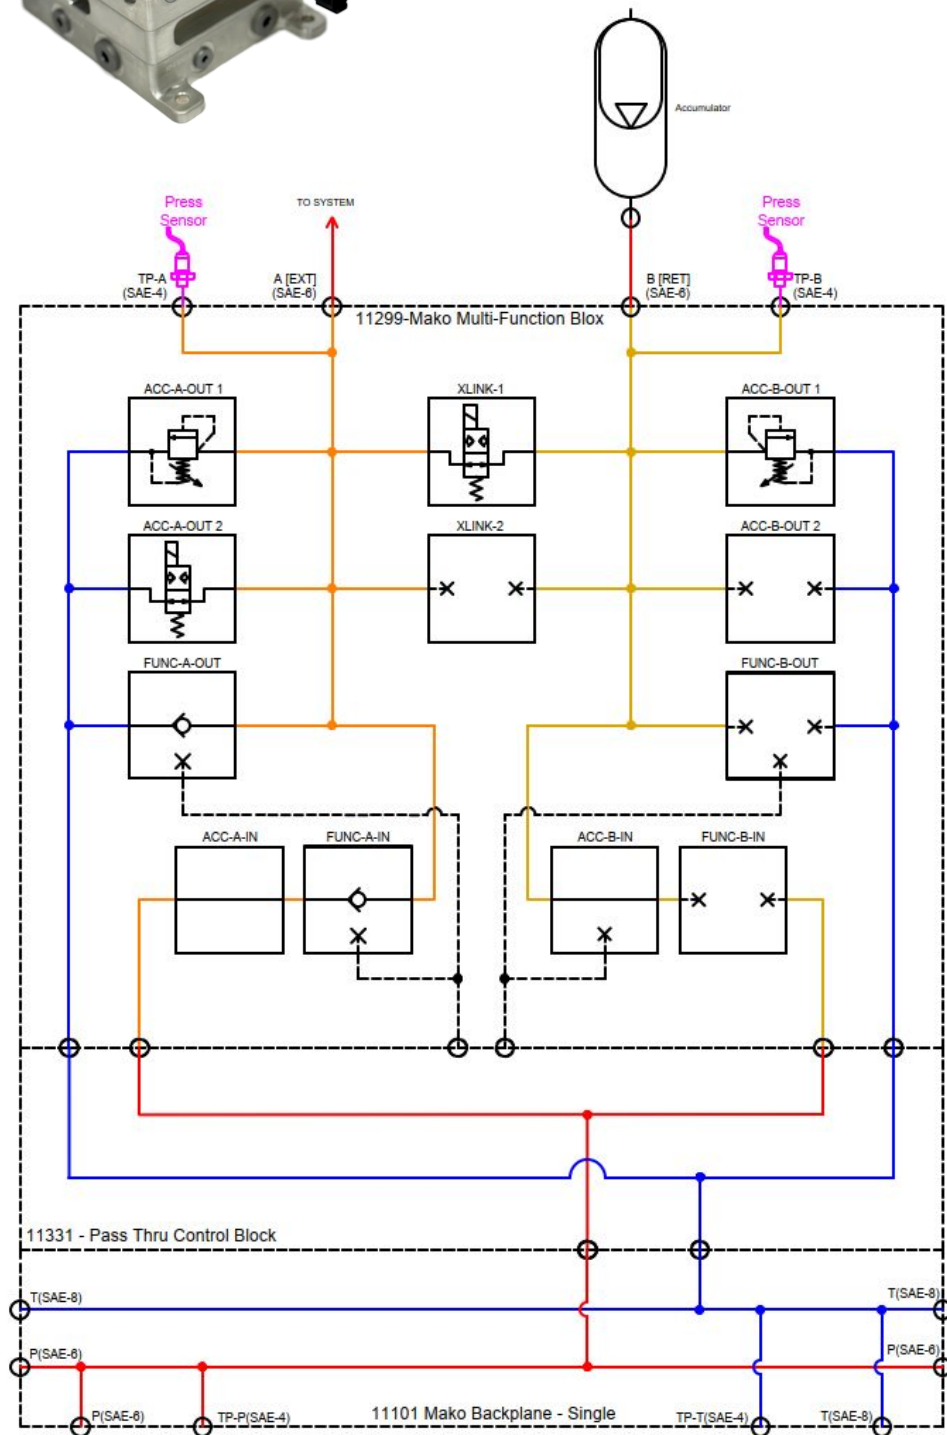 Accumulator
Press
Sensor
TO SYSTEM
Press
Sensor
TP-A
(SAE-4)
A [EXT]
(SAE-6)
B [RET]
(SAE-6)
TP-B
(SAE-4)
11299-Mako Multi-Function Blox
ACC-A-OUT 1
XLINK-1
ACC-B-OUT 1
ACC-A-OUT 2
XLINK-2
ACC-B-OUT 2
FUNC-A-OUT
FUNC-B-OUT
ACC-A-IN
FUNC-A-IN
ACC-B-IN
FUNC-B-IN
11331 - Pass Thru Control Block
T(SAE-8)
T(SAE-8)
P(SAE-6)
P(SAE-6)
P(SAE-6)
TP-P(SAE-4)
11101 Mako Backplane - Single
TP-T(SAE-4)
T(SAE-8)